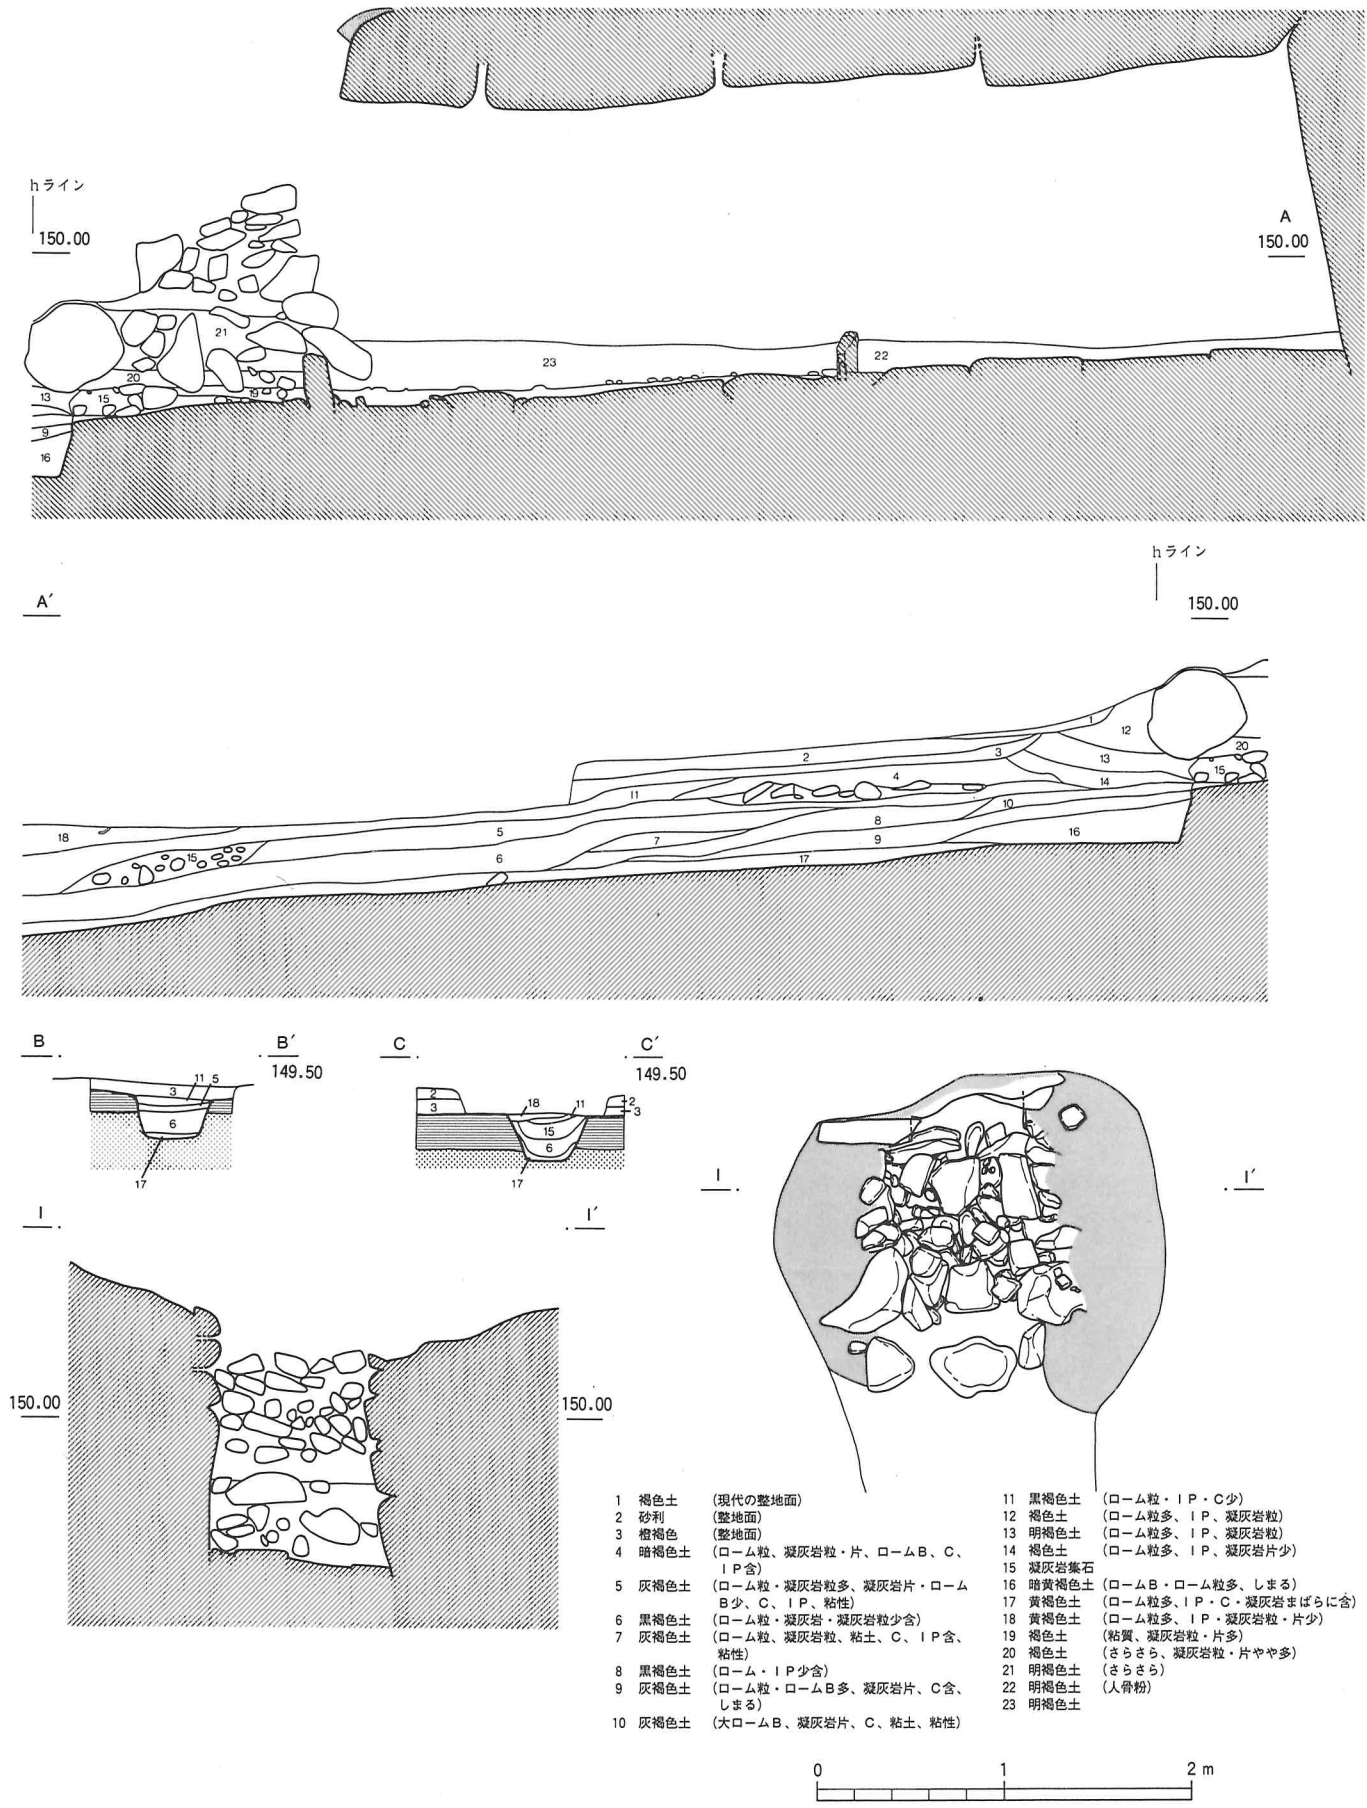 hライン
150.00
A
150.00
21
23
22
20
19
13
15
9
16
hライン
A′
150.00
1
12
2
3
13
20
4
15
11
14
10
18
5
8
15
7
9
16
6
17
B
B′
C
C′
149.50
149.50
11 5
3
6
17
2
3
18
11
2
3
15
6
17
I
I′
I
I′
150.00
150.00
1 褐色土 (現代の整地面)
2 砂利 (整地面)
3 橙褐色 (整地面)
4 暗褐色土 (ローム粒、凝灰岩粒・片、ロームB、C、
IP含)
5 灰褐色土 (ローム粒・凝灰岩粒多、凝灰岩片・ローム
B少、C、IP、粘性)
6 黒褐色土 (ローム粒・凝灰岩・凝灰岩粒少含)
7 灰褐色土 (ローム粒、凝灰岩粒、粘土、C、IP含、
粘性)
8 黒褐色土 (ローム・IP少含)
9 灰褐色土 (ローム粒・ロームB多、凝灰岩片、C含、
しまる)
10 灰褐色土 (大ロームB、凝灰岩片、C、粘土、粘性)
11 黒褐色土 (ローム粒・IP・C少)
12 褐色土 (ローム粒多、IP、凝灰岩粒)
13 明褐色土 (ローム粒多、IP、凝灰岩粒)
14 褐色土 (ローム粒多、IP、凝灰岩片少)
15 凝灰岩集石
16 暗黄褐色土 (ロームB・ローム粒多、しまる)
17 黄褐色土 (ローム粒多、IP・C・凝灰岩まばらに含)
18 黄褐色土 (ローム粒多、IP・凝灰岩粒・片少)
19 褐色土 (粘質、凝灰岩粒・片多)
20 褐色土 (さらさら、凝灰岩粒・片やや多)
21 明褐色土 (さらさら)
22 明褐色土 (人骨粉)
23 明褐色土
0 1 2 m